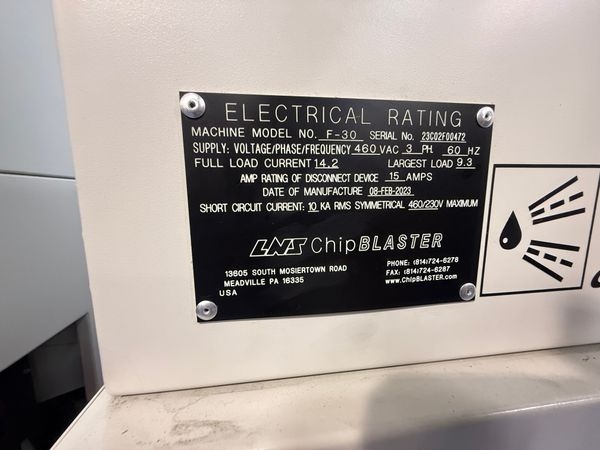 ELECTRICAL RATING
MACHINE MODEL NO. F-30 SERIAL No. 23C02F00472
SUPPLY: VOLTAGE/PHASE/FREQUENCY 460 VAC 3 PH 60 HZ
FULL LOAD CURRENT 14.2 LARGEST LOAD 9.3
AMP RATING OF DISCONNECT DEVICE 15 AMPS
DATE OF MANUFACTURE 08-FEB-2023
SHORT CIRCUIT CURRENT: 10 KA RMS SYMMETRICAL 460/230V MAXIMUM
LNS ChipBLASTER
13605 SOUTH MOSIERTOWN ROAD
MEADVILLE PA 16335
USA
PHONE: (814)724-6278
FAX: (814)724-6287
www.ChipBLASTER.com